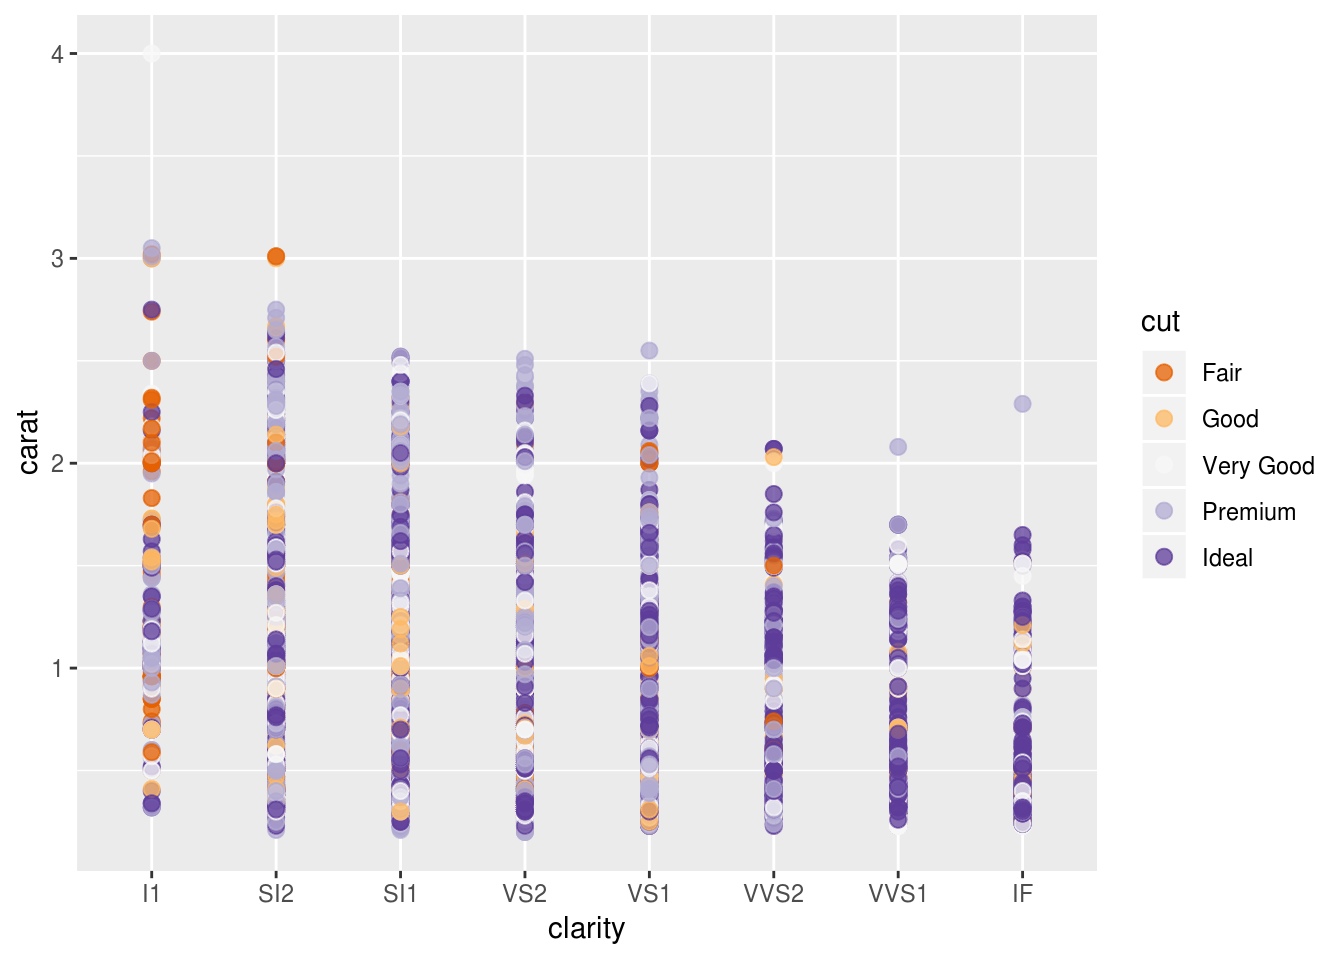 4
3
2
1
carat
I1 SI2 SI1 VS2 VS1 VVS2 VVS1 IF
clarity
cut
Fair
Good
Very Good
Premium
Ideal